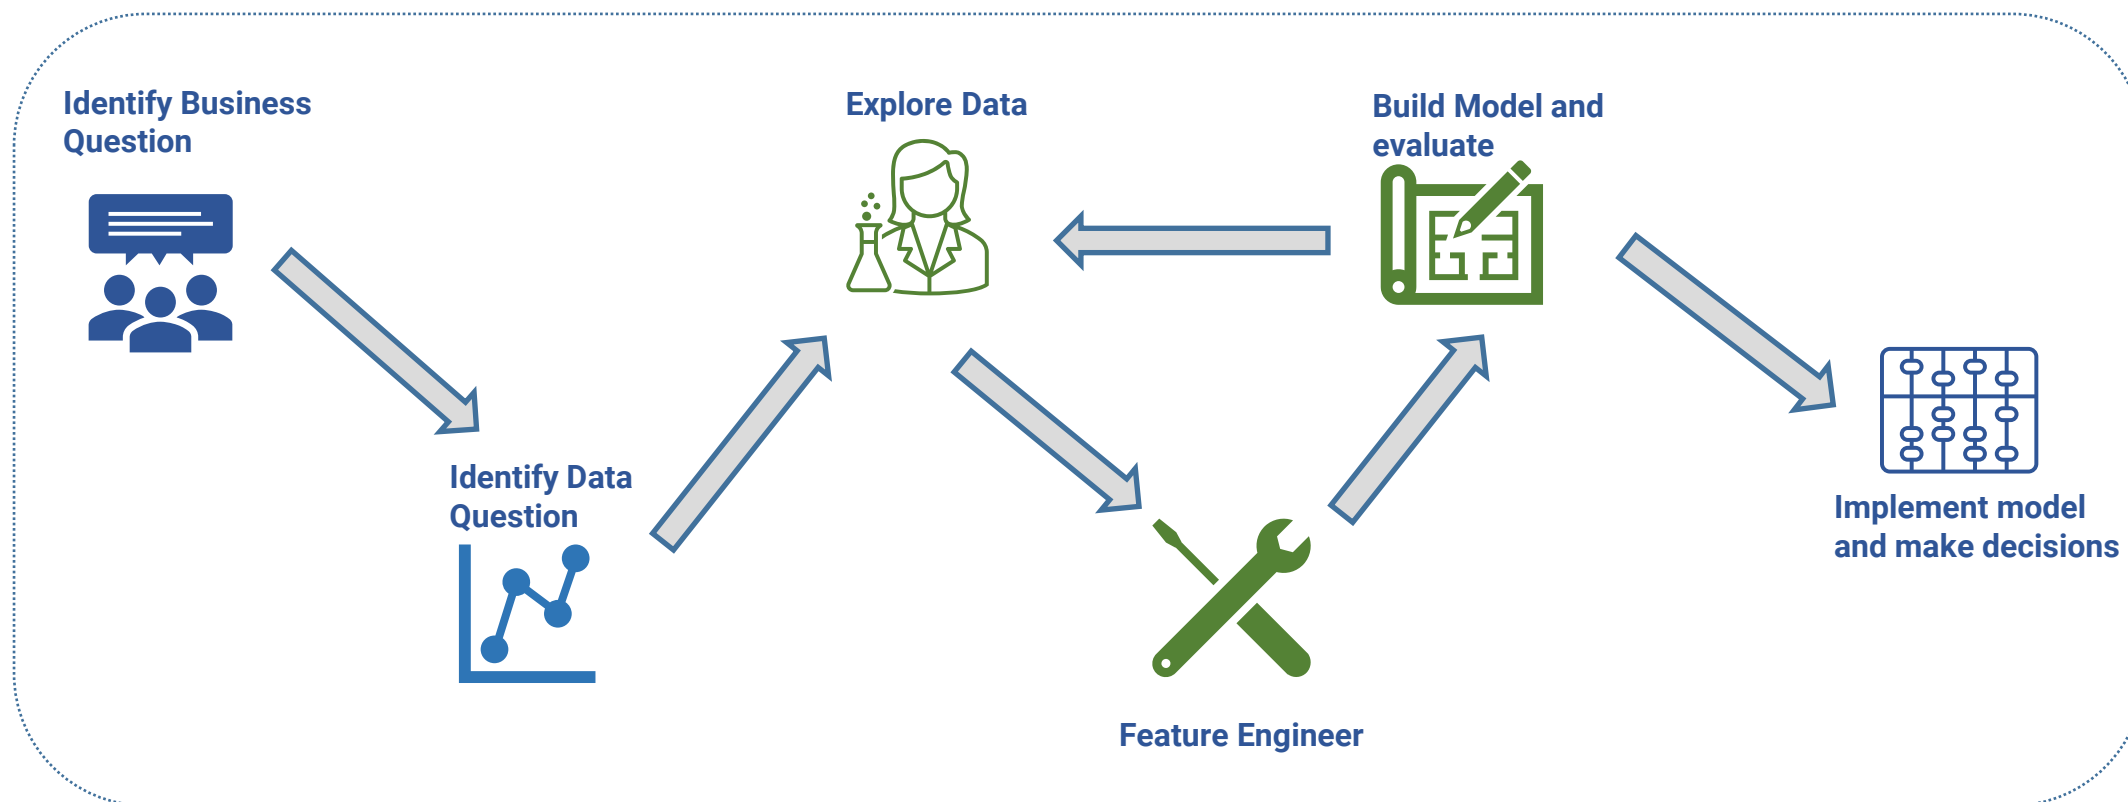 Identify Business
Question
Identify Data
Question
Explore Data
Feature Engineer
Build Model and
evaluate
Implement model
and make decisions